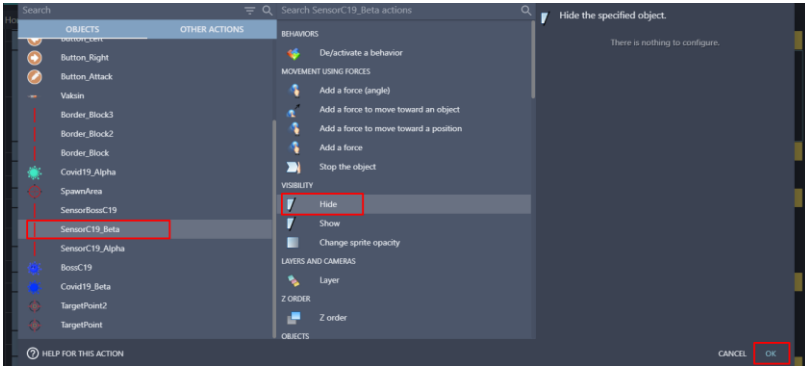 Search
OBJECTS
OTHER ACTIONS
Button_Left
Button_Right
Button_Attack
Vaksin
Border_Block3
Border_Block2
Border_Block
Covid19_Alpha
SpawnArea
SensorBossC19
SensorC19_Beta
SensorC19_Alpha
BossC19
Covid19_Beta
TargetPoint2
TargetPoint
HELP FOR THIS ACTION
Search SensorC19_Beta actions
BEHAVIORS
De/activate a behavior
MOVEMENT USING FORCES
Add a force (angle)
Add a force to move toward an object
Add a force to move toward a position
Add a force
Stop the object
VISIBILITY
Hide
Show
Change sprite opacity
LAYERS AND CAMERAS
Layer
Z ORDER
Z order
OBJECTS
Hide the specified object.
There is nothing to configure.
CANCEL
OK